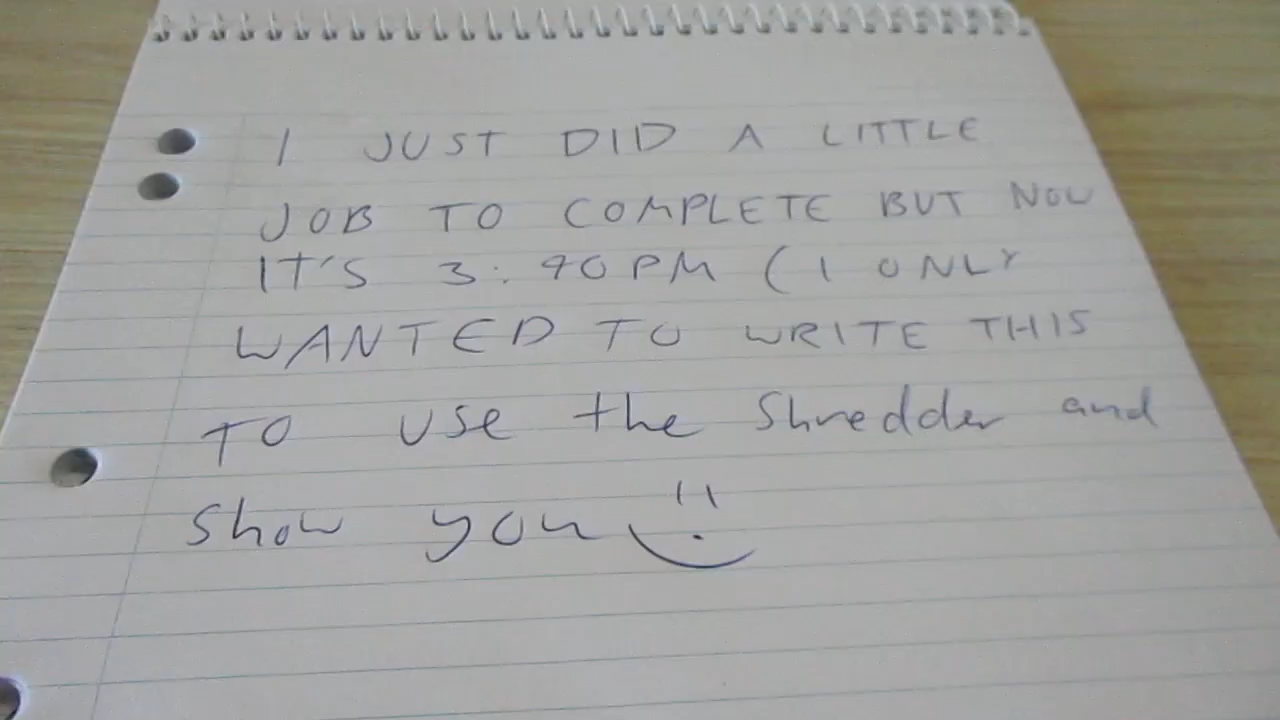 I JUST DID A LITTLE
JOB TO COMPLETE BUT NOW
IT'S 3:40PM (I ONLY
WANTED TO WRITE THIS
TO use the Shredder and
show you